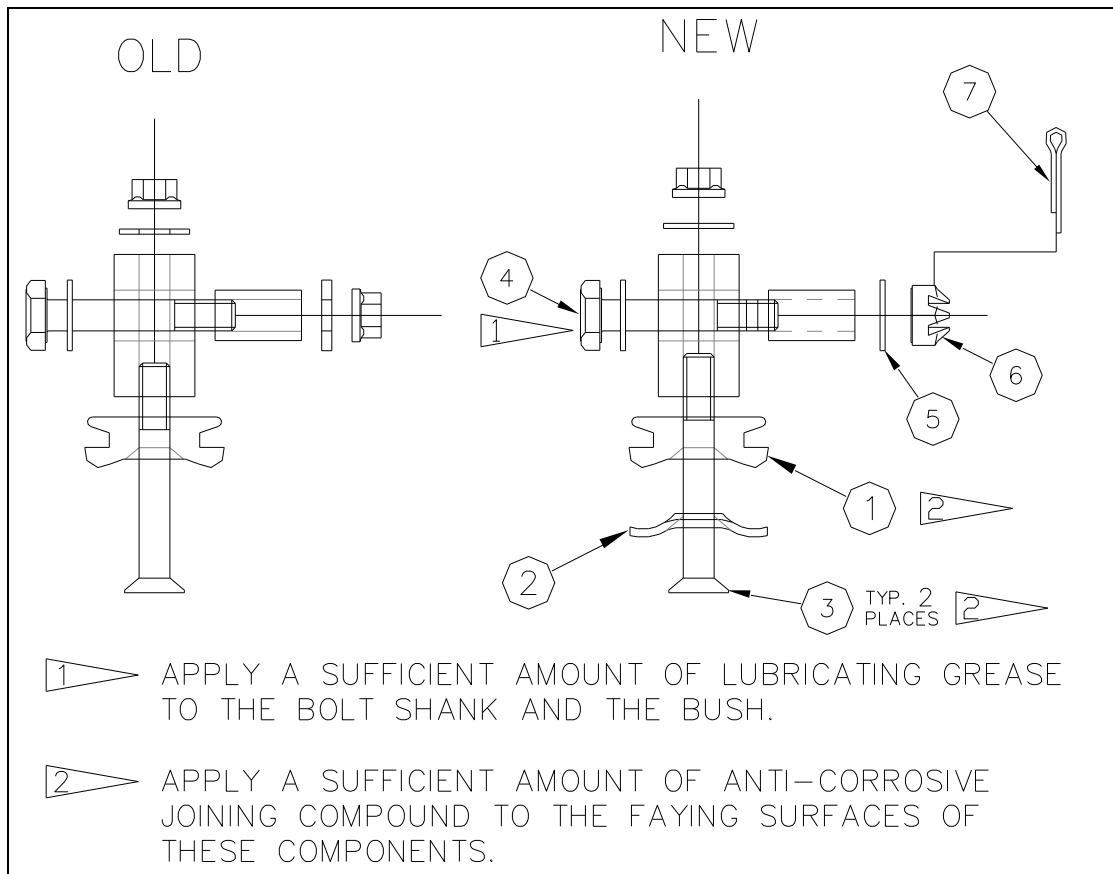 OLD
NEW
7
4
1
6
5
1
2
2
3
TYP. 2
PLACES
2
1
APPLY A SUFFICIENT AMOUNT OF LUBRICATING GREASE
TO THE BOLT SHANK AND THE BUSH.
2
APPLY A SUFFICIENT AMOUNT OF ANTI-CORROSIVE
JOINING COMPOUND TO THE FAYING SURFACES OF
THESE COMPONENTS.